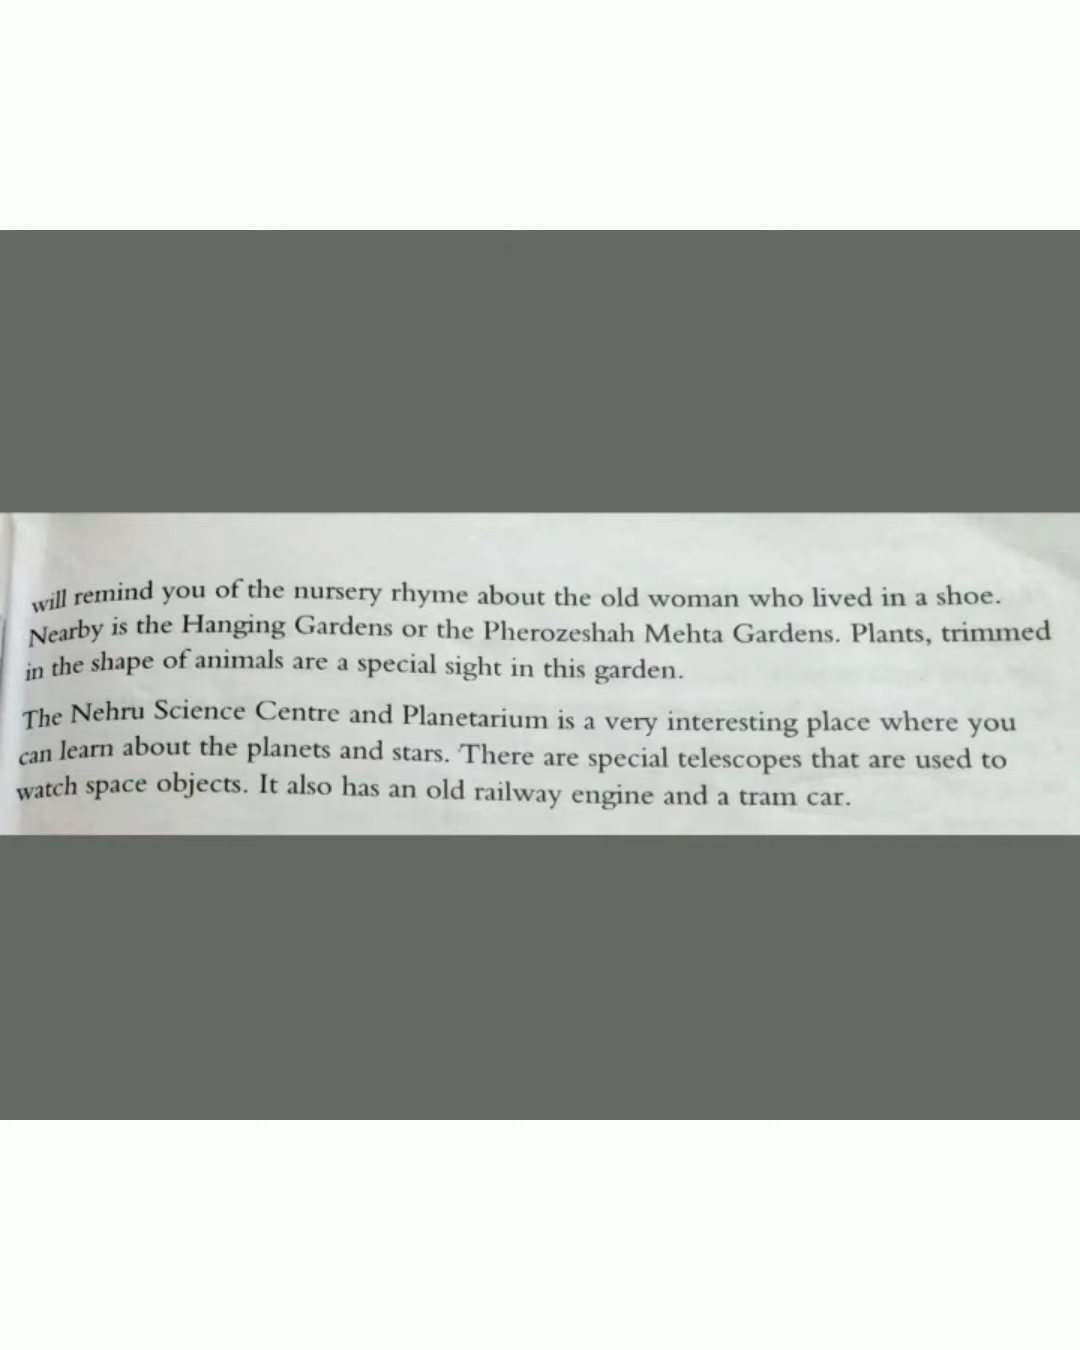 will remind you of the nursery rhyme about the old woman who lived in a shoe.
Nearby is the Hanging Gardens or the Pherozeshah Mehta Gardens. Plants, trimmed
in the shape of animals are a special sight in this garden.
The Nehru Science Centre and Planetarium is a very interesting place where you
can learn about the planets and stars. There are special telescopes that are used to
watch space objects. It also has an old railway engine and a tram car.